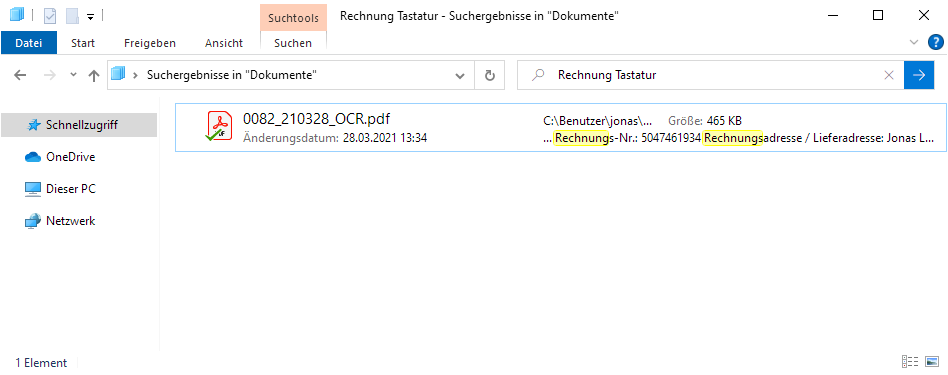 Suchtools
Rechnung Tastatur - Suchergebnisse in "Dokumente"
Datei Start Freigeben Ansicht Suchen
Suchergebnisse in "Dokumente"
Rechnung Tastatur
Schnellzugriff
OneDrive
Dieser PC
Netzwerk
0082_210328_OCR.pdf
C:\Benutzer\jonas\... Größe: 465 KB
Änderungsdatum: 28.03.2021 13:34
... Rechnungs-Nr.: 5047461934 Rechnungsadresse / Lieferadresse: Jonas L...
1 Element